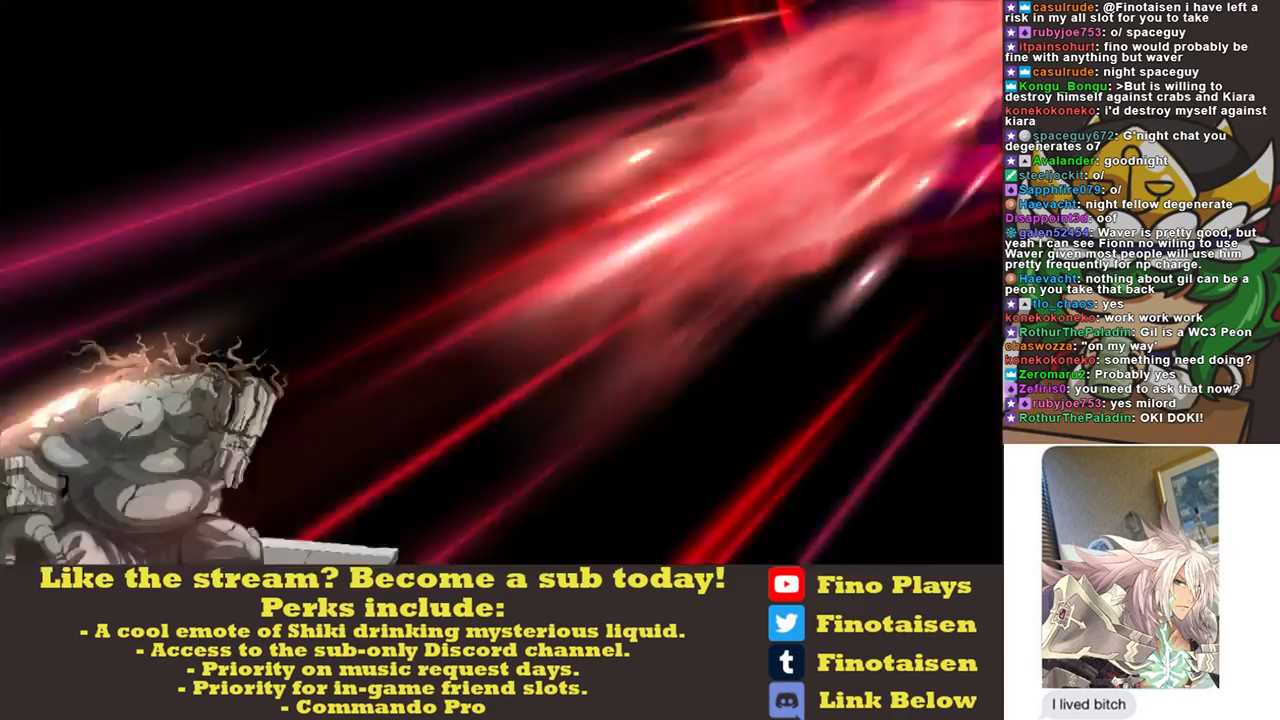 casulrude: @Finotaisen i have left a
risk in my all slot for you to take
rubyjoe753: o/ spaceguy
itpainsohurt: fino would probably be
fine with anything but waver
casulrude: night spaceguy
Kongu_Bongu: >But is willing to
destroy himself against crabs and Kiara
konekokoneko: i'd destroy myself against
kiara
spaceguy672: G'night chat you
degenerates o7
Avalander: goodnight
steeljockit: o/
Sapphfire079: o/
Haevacht: night fellow degenerate
Disappoint3d: oof
galen52454: Waver is pretty good, but
yeah i can see Fionn no wiling to use
Waver given most people will use him
pretty frequently for np charge.
Haevacht: nothing about gil can be a
peon you take that back
tlo_chaos: yes
konekokoneko: work work work
RothurThePaladin: Gil is a WC3 Peon
chaswozza: "on my way'
konekokoneko: something need doing?
Zeromaru2: Probably yes
Zefiris0: you need to ask that now?
rubyjoe753: yes milord
RothurThePaladin: OKI DOKI!
Like the stream? Become a sub today!
Perks include:
- A cool emote of Shiki drinking mysterious liquid.
- Access to the sub-only Discord channel.
- Priority on music request days.
- Priority for in-game friend slots.
- Commando Pro
Fino Plays
Finotaisen
Finotaisen
Link Below
I lived bitch